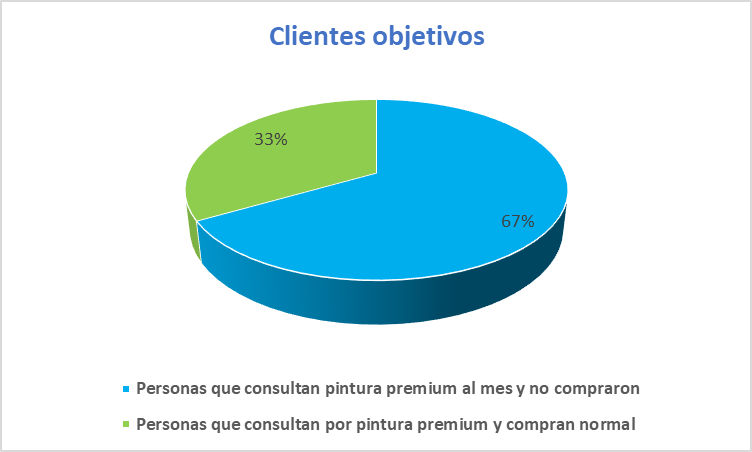 Clientes objetivos
33%
67%
Personas que consultan pintura premium al mes y no compraron
Personas que consultan por pintura premium y compran normal